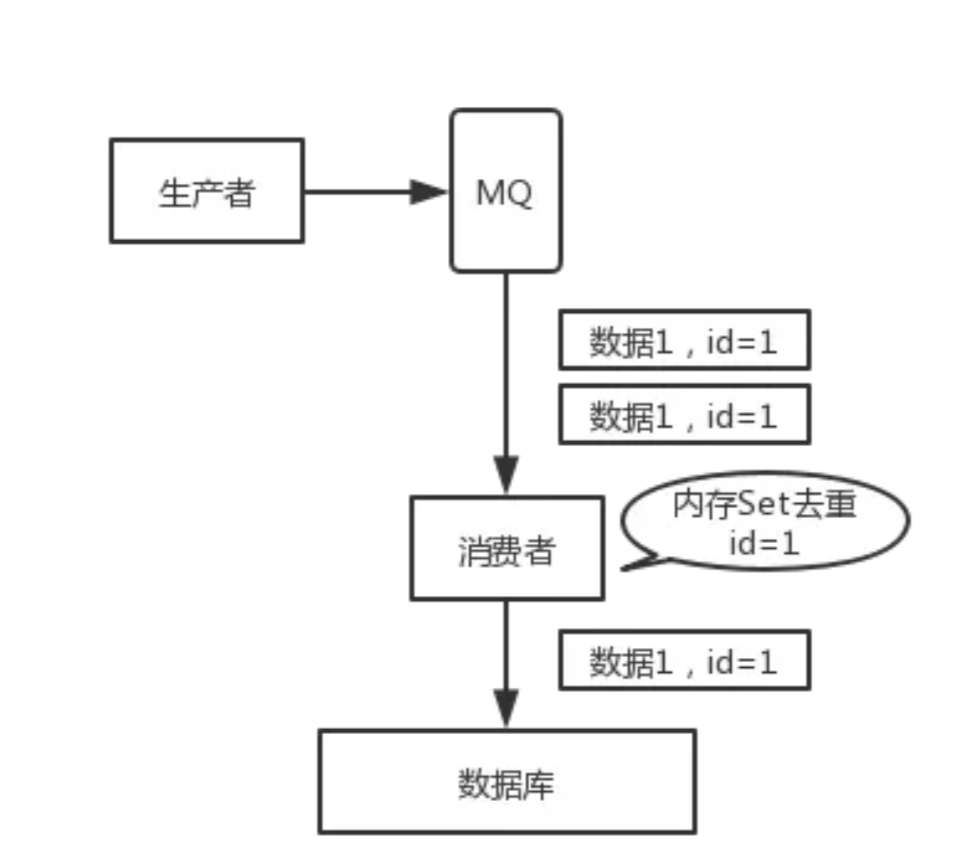 生产者
MQ
数据1，id=1
数据1，id=1
内存Set去重
id=1
消费者
数据1，id=1
数据库